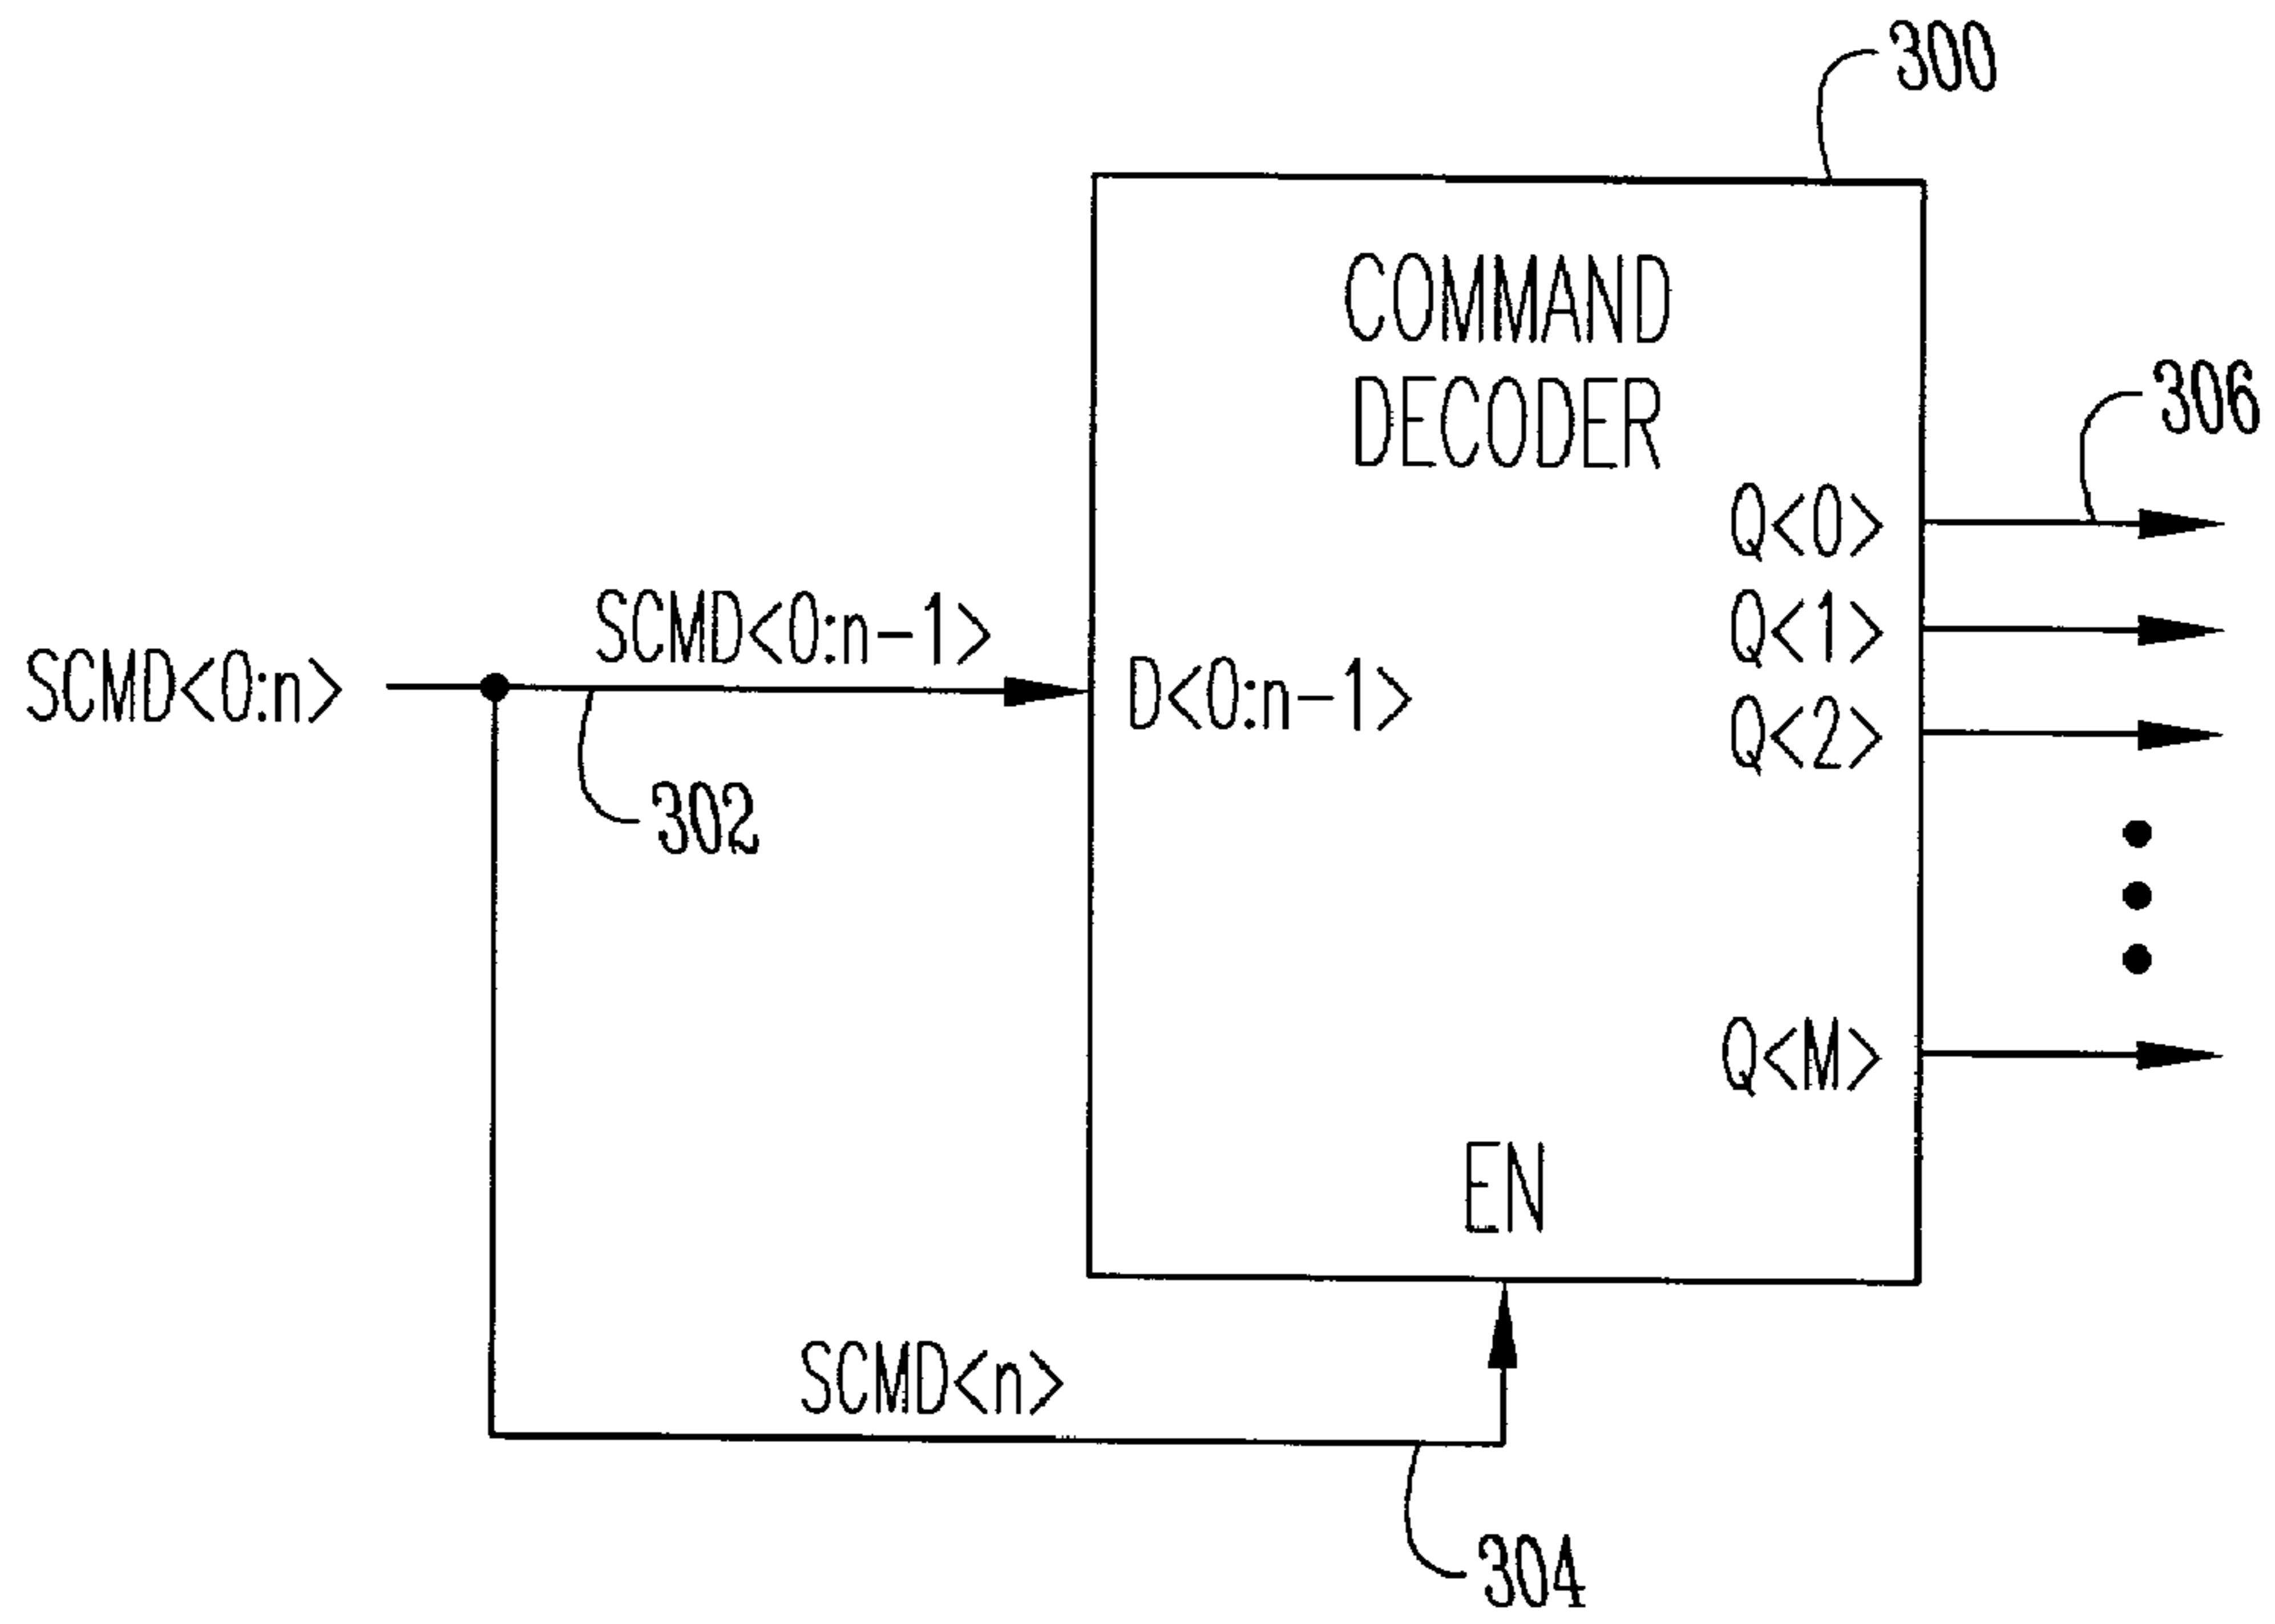 300
COMMAND
DECODER
306
Q<0>
SCMD<0:n-1>
Q<1>
SCMD<0:n>
D<0:n-1>
Q<2>
302
Q<M>
EN
SCMD<n>
304